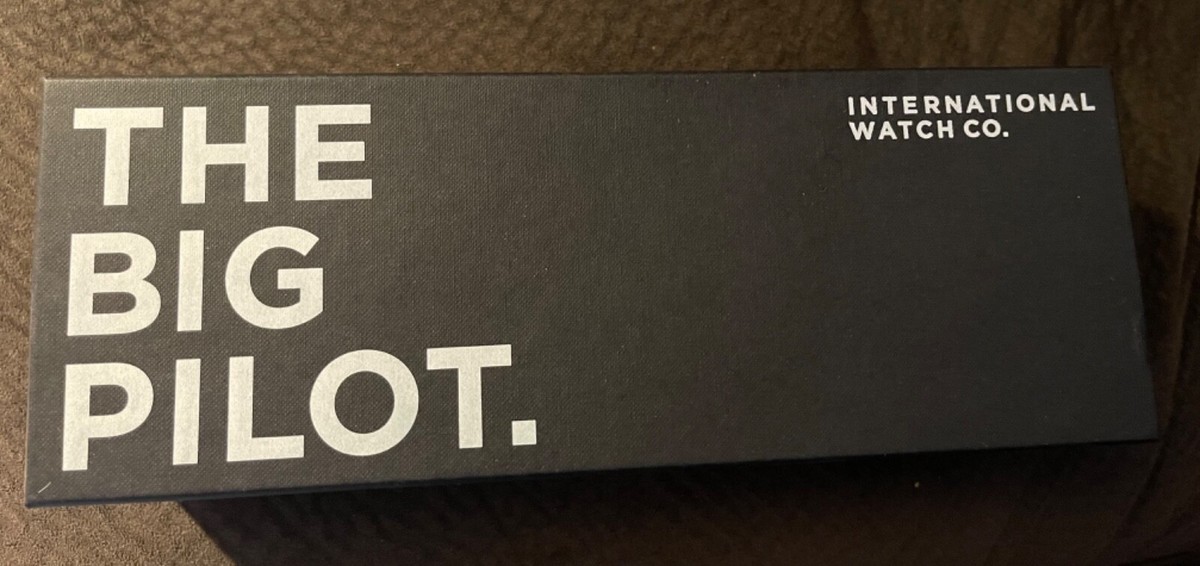 THE
BIG
PILOT.
INTERNATIONAL
WATCH CO.